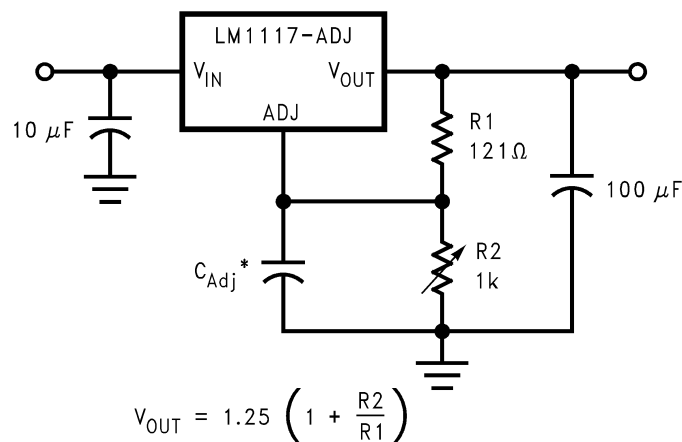 LM1117-ADJ
V_IN
V_OUT
ADJ
10 μF
R1
121Ω
100 μF
C_Adj*
R2
1k
V_OUT = 1.25 (1 + R2/R1)